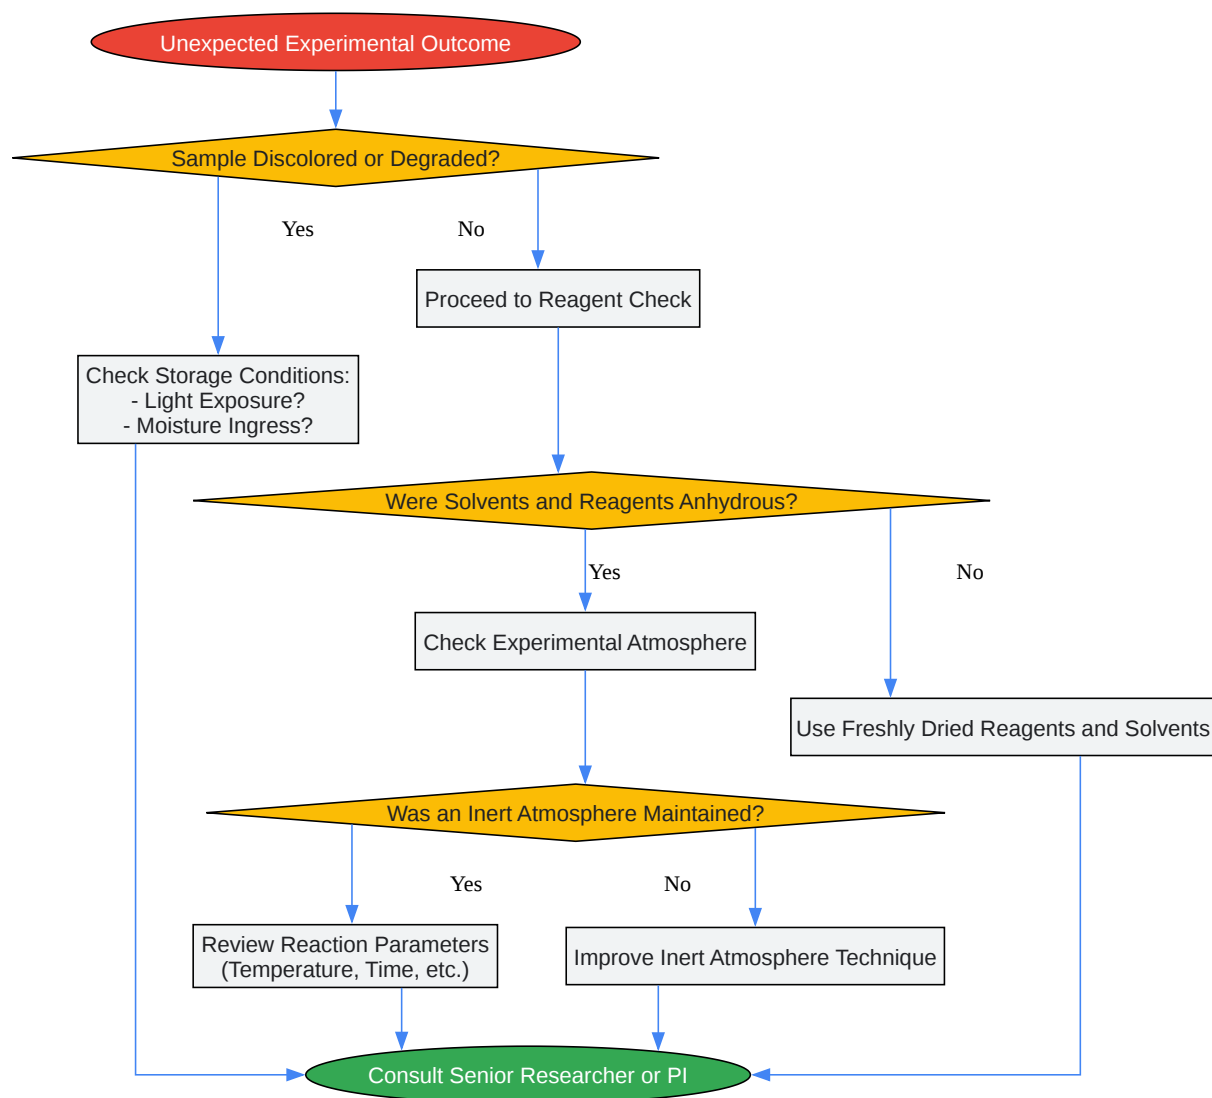 Unexpected Experimental Outcome
Sample Discolored or Degraded?
Yes
No
Proceed to Reagent Check
Check Storage Conditions:
- Light Exposure?
- Moisture Ingress?
Were Solvents and Reagents Anhydrous?
Yes
No
Check Experimental Atmosphere
Use Freshly Dried Reagents and Solvents
Was an Inert Atmosphere Maintained?
Yes
No
Review Reaction Parameters
(Temperature, Time, etc.)
Improve Inert Atmosphere Technique
Consult Senior Researcher or PI